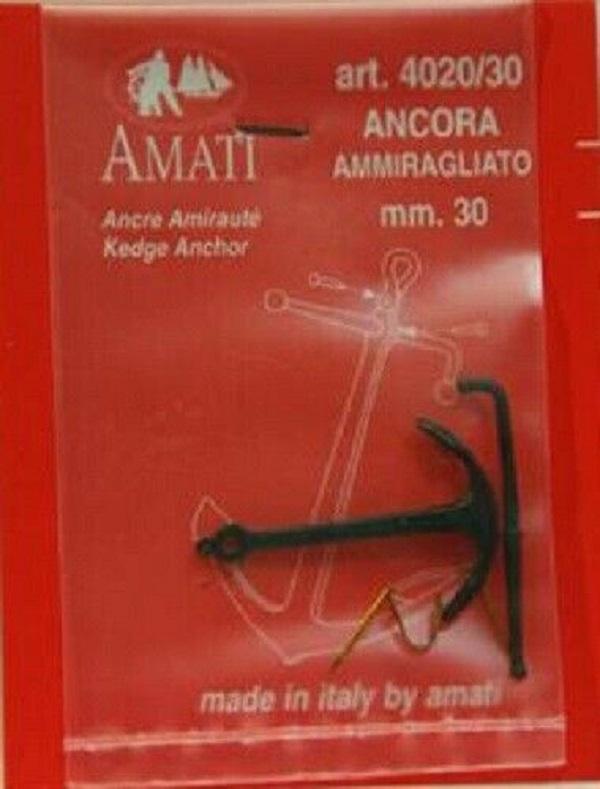 AMATI
Ancre Amirauté
Kedge Anchor
art. 4020/30
ANCORA
AMMIRAGLIATO
mm. 30
made in italy by amati